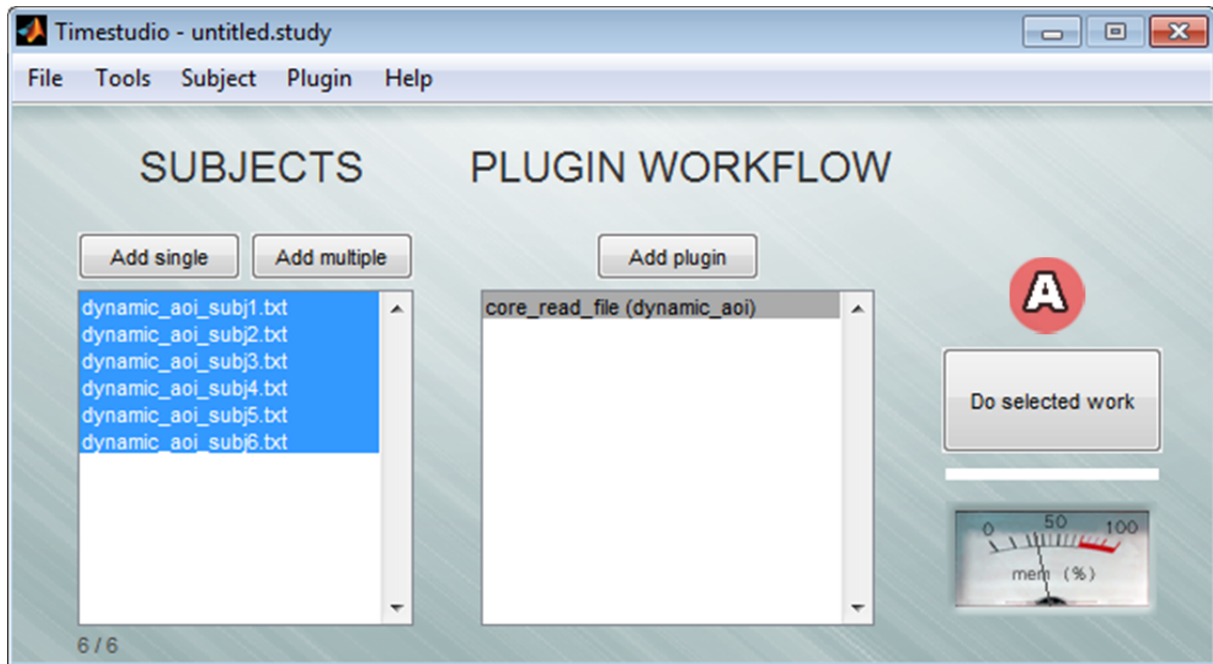 Timestudio - untitled.study
File Tools Subject Plugin Help
SUBJECTS PLUGIN WORKFLOW
Add single Add multiple Add plugin
dynamic_aoi_subj1.txt core_read_file (dynamic_aoi) A
dynamic_aoi_subj2.txt
dynamic_aoi_subj3.txt
dynamic_aoi_subj4.txt
dynamic_aoi_subj5.txt
dynamic_aoi_subj6.txt
Do selected work
0 50 100
mem (%)
6 / 6